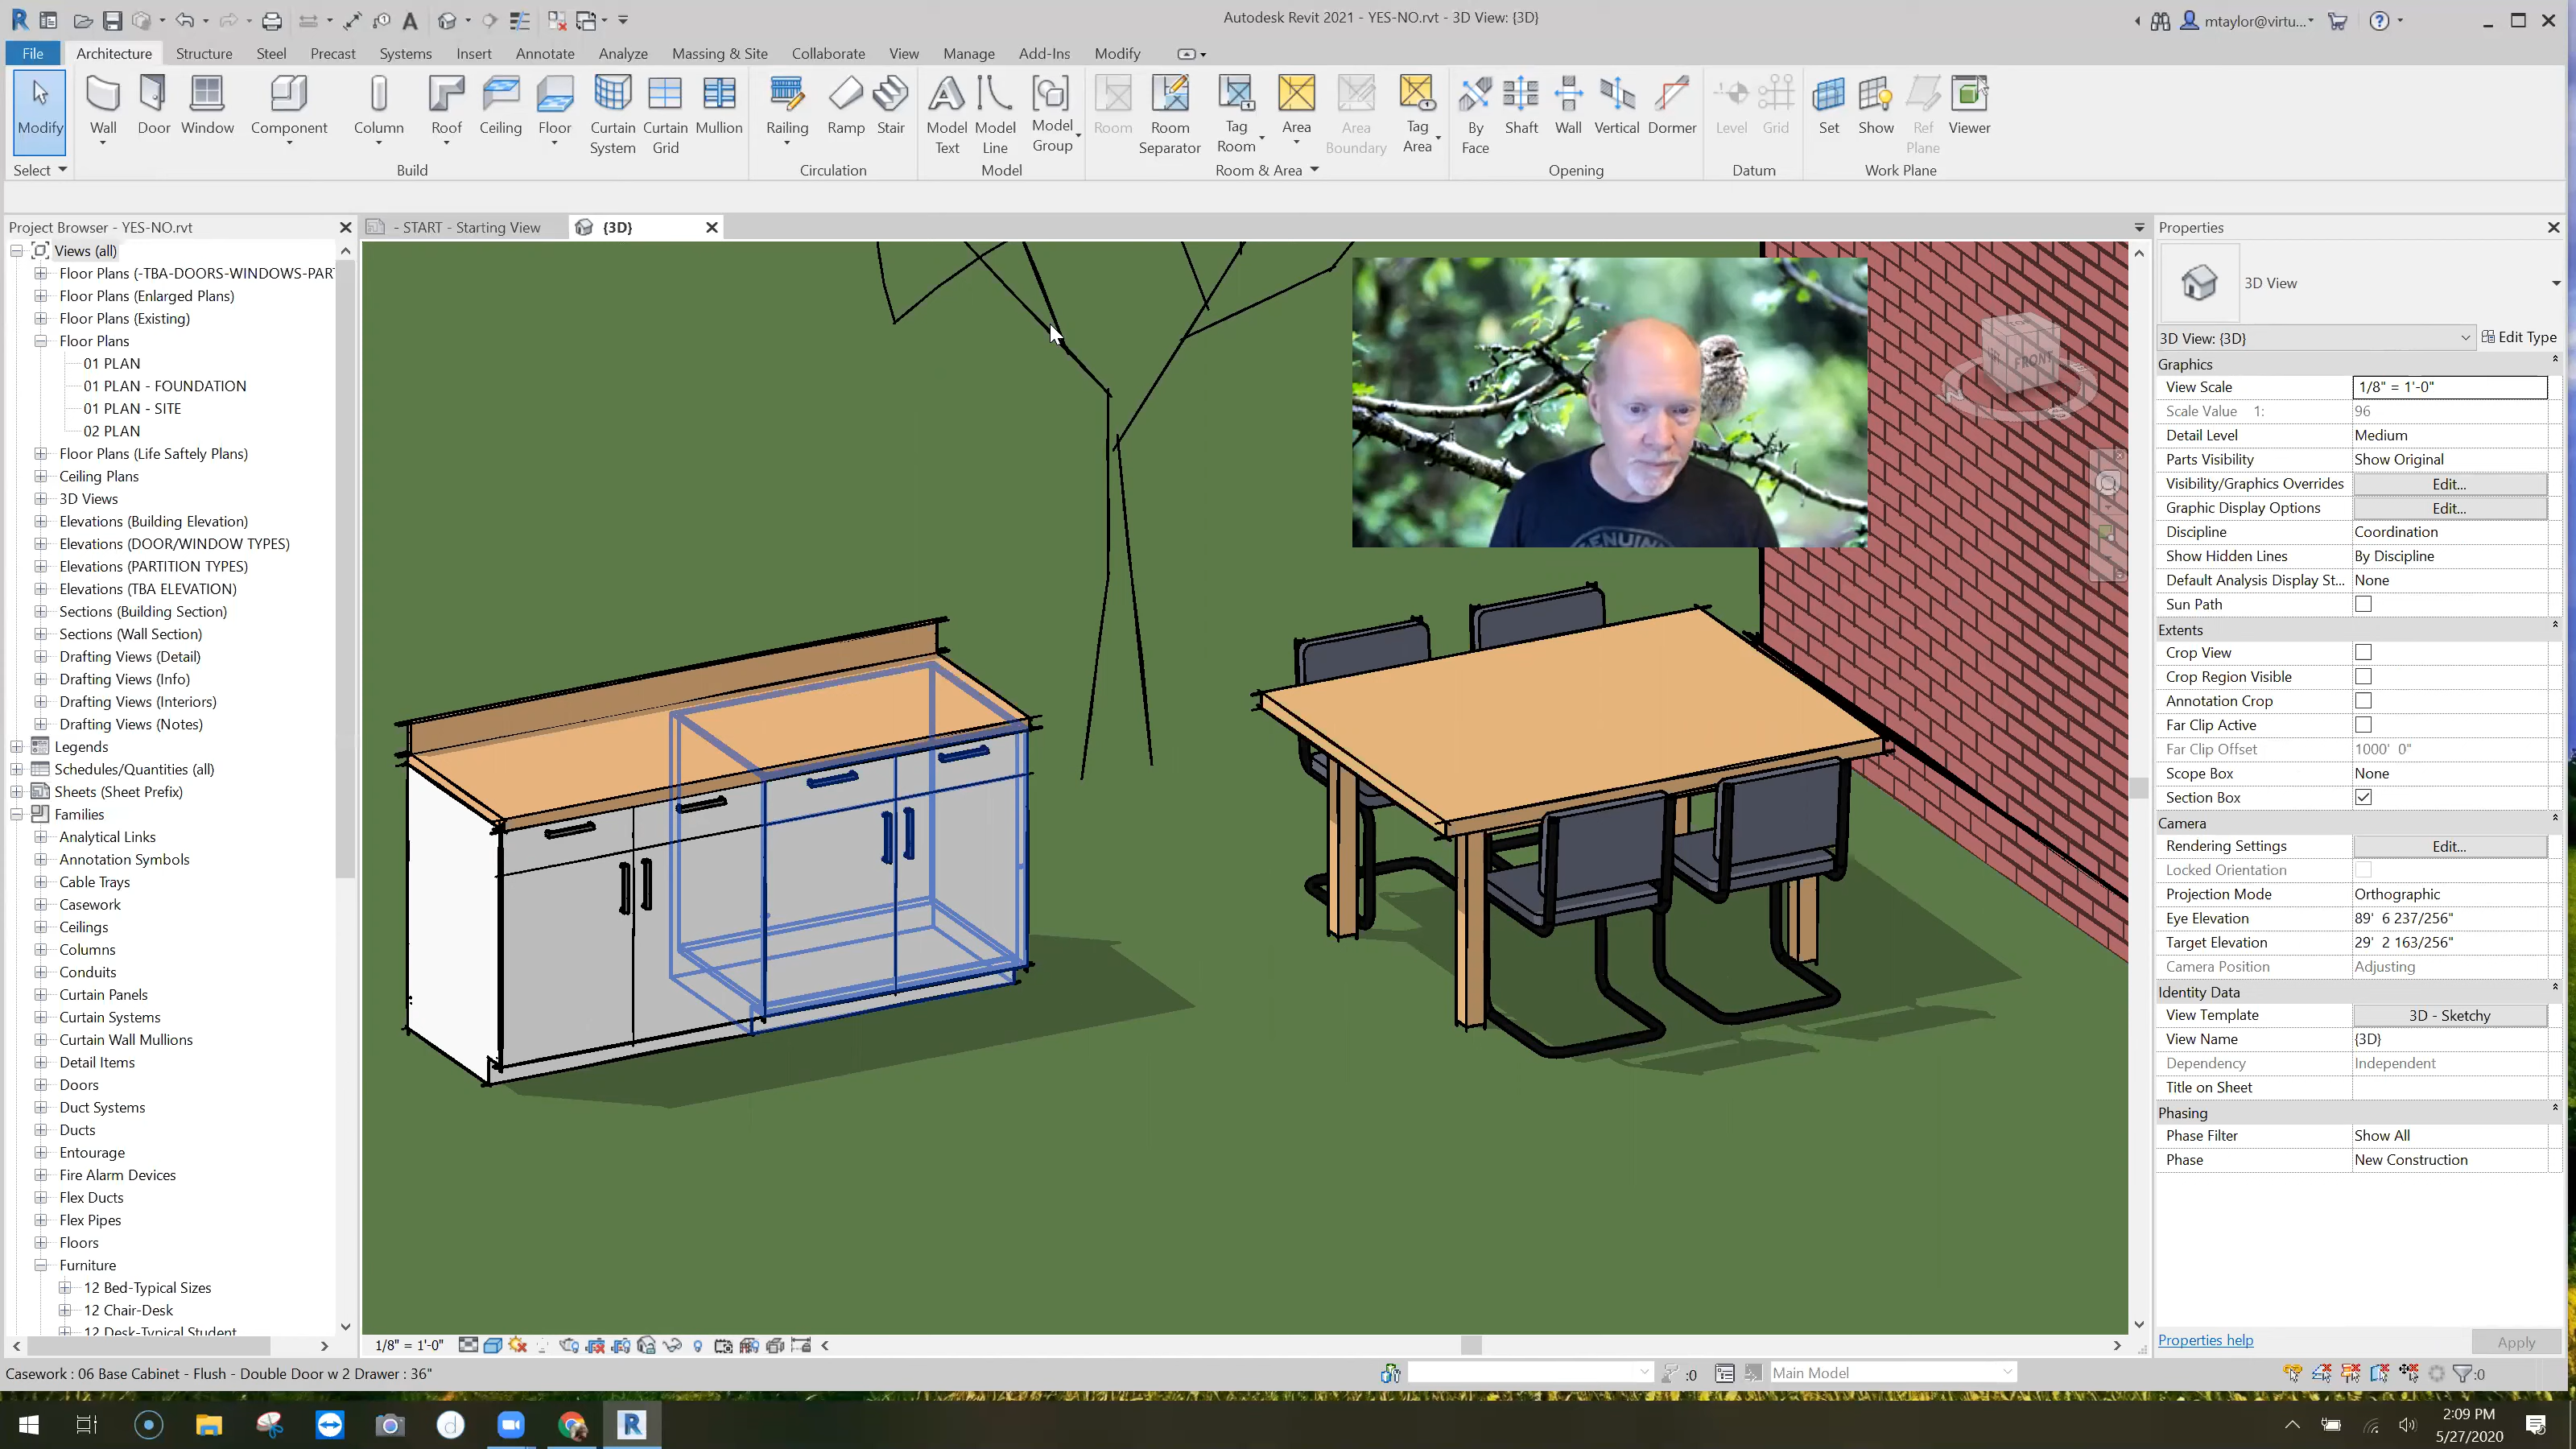 Autodesk Revit 2021 - YES-NO.rvt - 3D View: {3D}
mtaylor@virtu...
File Architecture Structure Steel Precast Systems Insert Annotate Analyze Massing & Site Collaborate View Manage Add-Ins Modify
Modify Wall Door Window Component Column Roof Ceiling Floor Curtain System Curtain Grid Mullion Railing Ramp Stair Model Text Model Line Model Group Room Room Separator Tag Room Area Area Boundary Tag Area By Face Shaft Wall Vertical Dormer Level Grid Set Show Ref Plane Viewer
Select Build Circulation Model Room & Area Opening Datum Work Plane
Project Browser - YES-NO.rvt
- START - Starting View
{3D}
Properties
Views (all)
Floor Plans (-TBA-DOORS-WINDOWS-PAR
Floor Plans (Enlarged Plans)
Floor Plans (Existing)
Floor Plans
01 PLAN
01 PLAN - FOUNDATION
01 PLAN - SITE
02 PLAN
Floor Plans (Life Saftely Plans)
Ceiling Plans
3D Views
Elevations (Building Elevation)
Elevations (DOOR/WINDOW TYPES)
Elevations (PARTITION TYPES)
Elevations (TBA ELEVATION)
Sections (Building Section)
Sections (Wall Section)
Drafting Views (Detail)
Drafting Views (Info)
Drafting Views (Interiors)
Drafting Views (Notes)
Legends
Schedules/Quantities (all)
Sheets (Sheet Prefix)
Families
Analytical Links
Annotation Symbols
Cable Trays
Casework
Ceilings
Columns
Conduits
Curtain Panels
Curtain Systems
Curtain Wall Mullions
Detail Items
Doors
Duct Systems
Ducts
Entourage
Fire Alarm Devices
Flex Ducts
Flex Pipes
Floors
Furniture
12 Bed-Typical Sizes
12 Chair-Desk
12 Desk-Typical Student
FRONT
GENUINE
3D View
3D View: {3D} Edit Type
Graphics
View Scale 1/8" = 1'-0"
Scale Value 1: 96
Detail Level Medium
Parts Visibility Show Original
Visibility/Graphics Overrides Edit...
Graphic Display Options Edit...
Discipline Coordination
Show Hidden Lines By Discipline
Default Analysis Display St... None
Sun Path
Extents
Crop View
Crop Region Visible
Annotation Crop
Far Clip Active
Far Clip Offset 1000' 0"
Scope Box None
Section Box
Camera
Rendering Settings Edit...
Locked Orientation
Projection Mode Orthographic
Eye Elevation 89' 6 237/256"
Target Elevation 29' 2 163/256"
Camera Position Adjusting
Identity Data
View Template 3D - Sketchy
View Name {3D}
Dependency Independent
Title on Sheet
Phasing
Phase Filter Show All
Phase New Construction
Properties help
Apply
1/8" = 1'-0"
Casework : 06 Base Cabinet - Flush - Double Door w 2 Drawer : 36"
:0
Main Model
:0
2:09 PM
5/27/2020